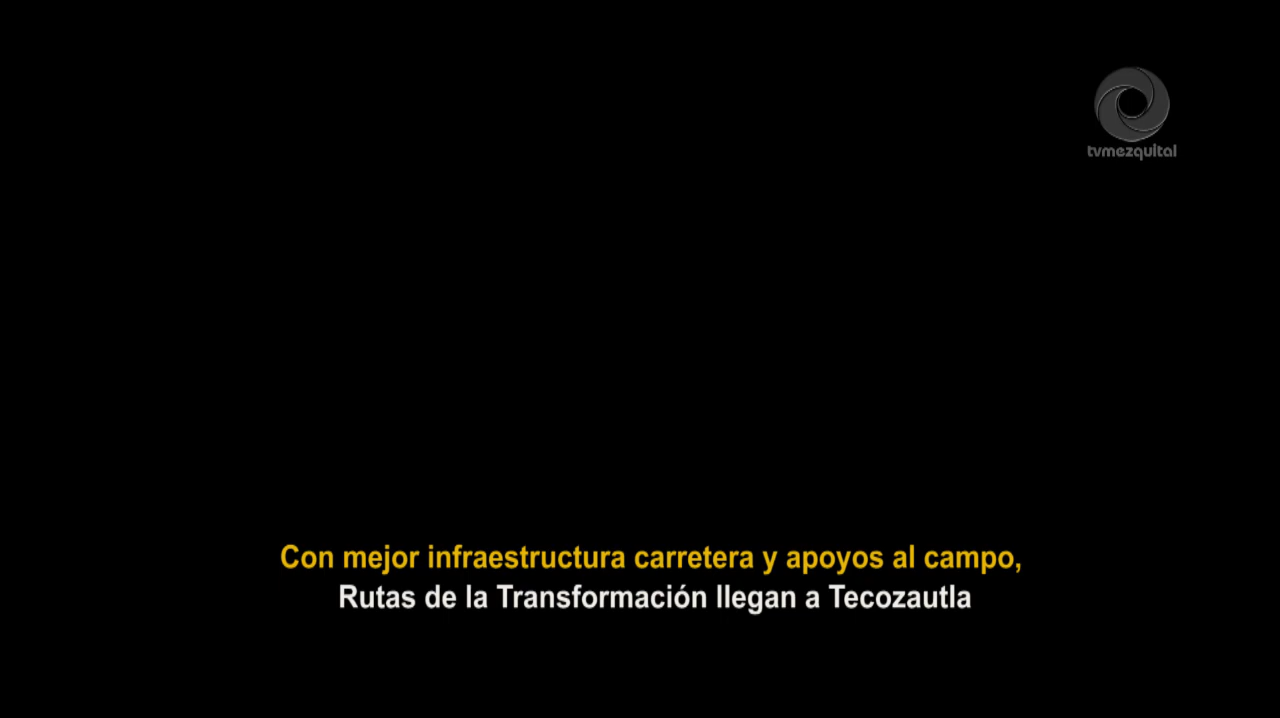 tvmezquital
Con mejor infraestructura carretera y apoyos al campo,
Rutas de la Transformación llegan a Tecozautla